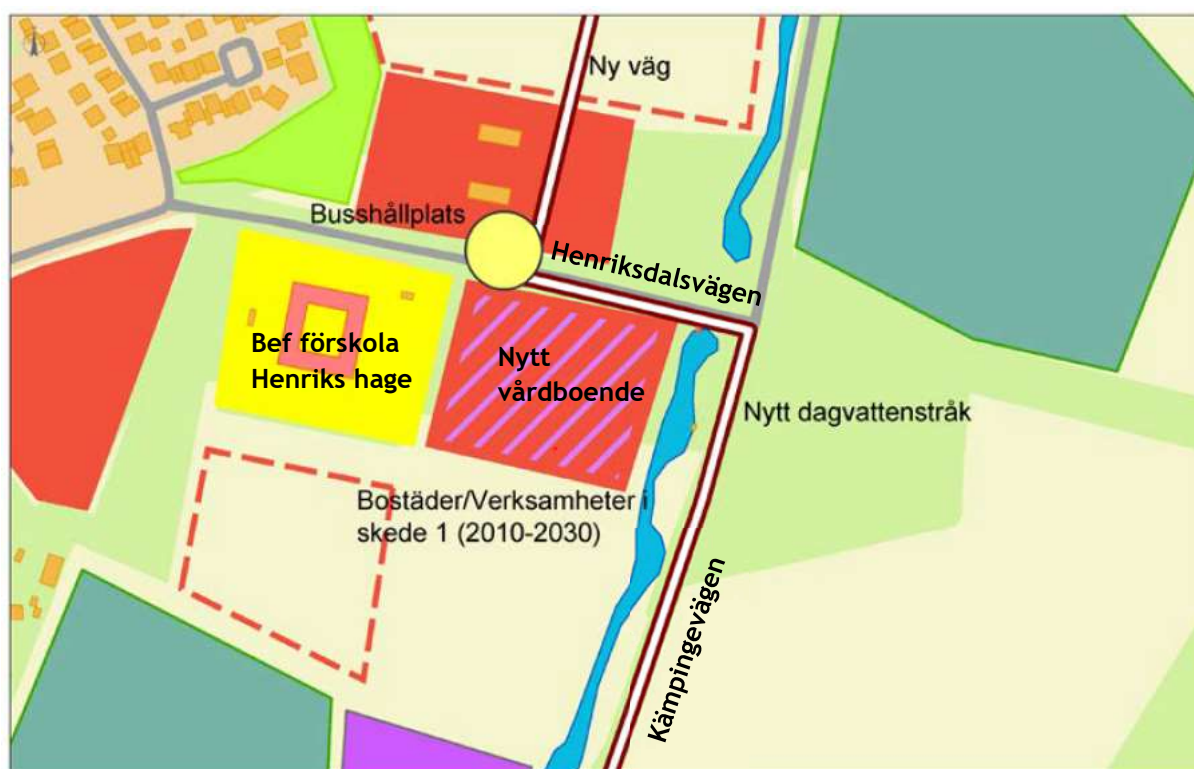 Ny väg
Busshållplats
Henriksdalsvägen
Bef förskola
Henriks hage
Nytt
vårdboende
Nytt dagvattenstråk
Bostäder/Verksamheter i
skede 1 (2010-2030)
Kämpingevägen